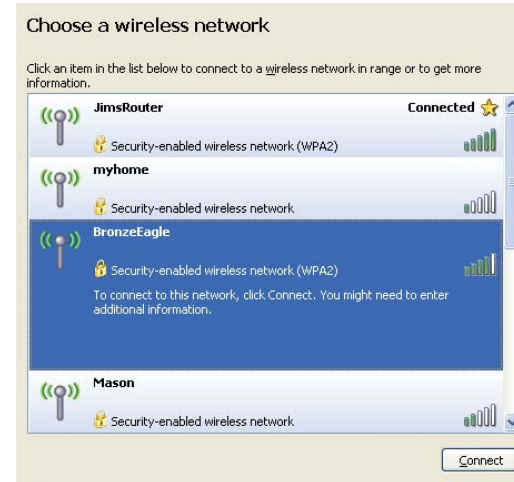 Choose a wireless network
Click an item in the list below to connect to a wireless network in range or to get more
information.
JimsRouter
Connected
Security-enabled wireless network (WPA2)
myhome
Security-enabled wireless network
BronzeEagle
Security-enabled wireless network (WPA2)
To connect to this network, click Connect. You might need to enter
additional information.
Mason
Security-enabled wireless network
Connect